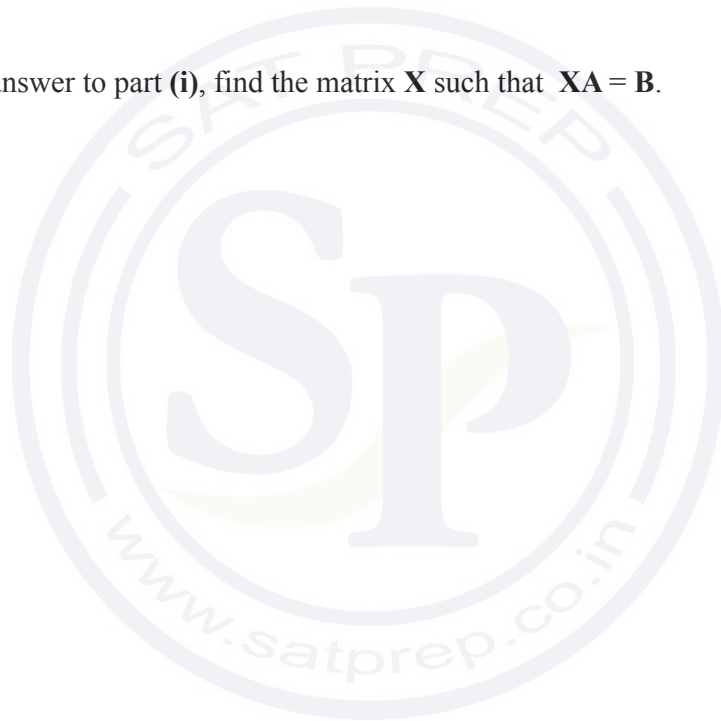 nswer to part (i), find the matrix X such that XA = B.
SAT PREP
SP
www.satprep.co.in